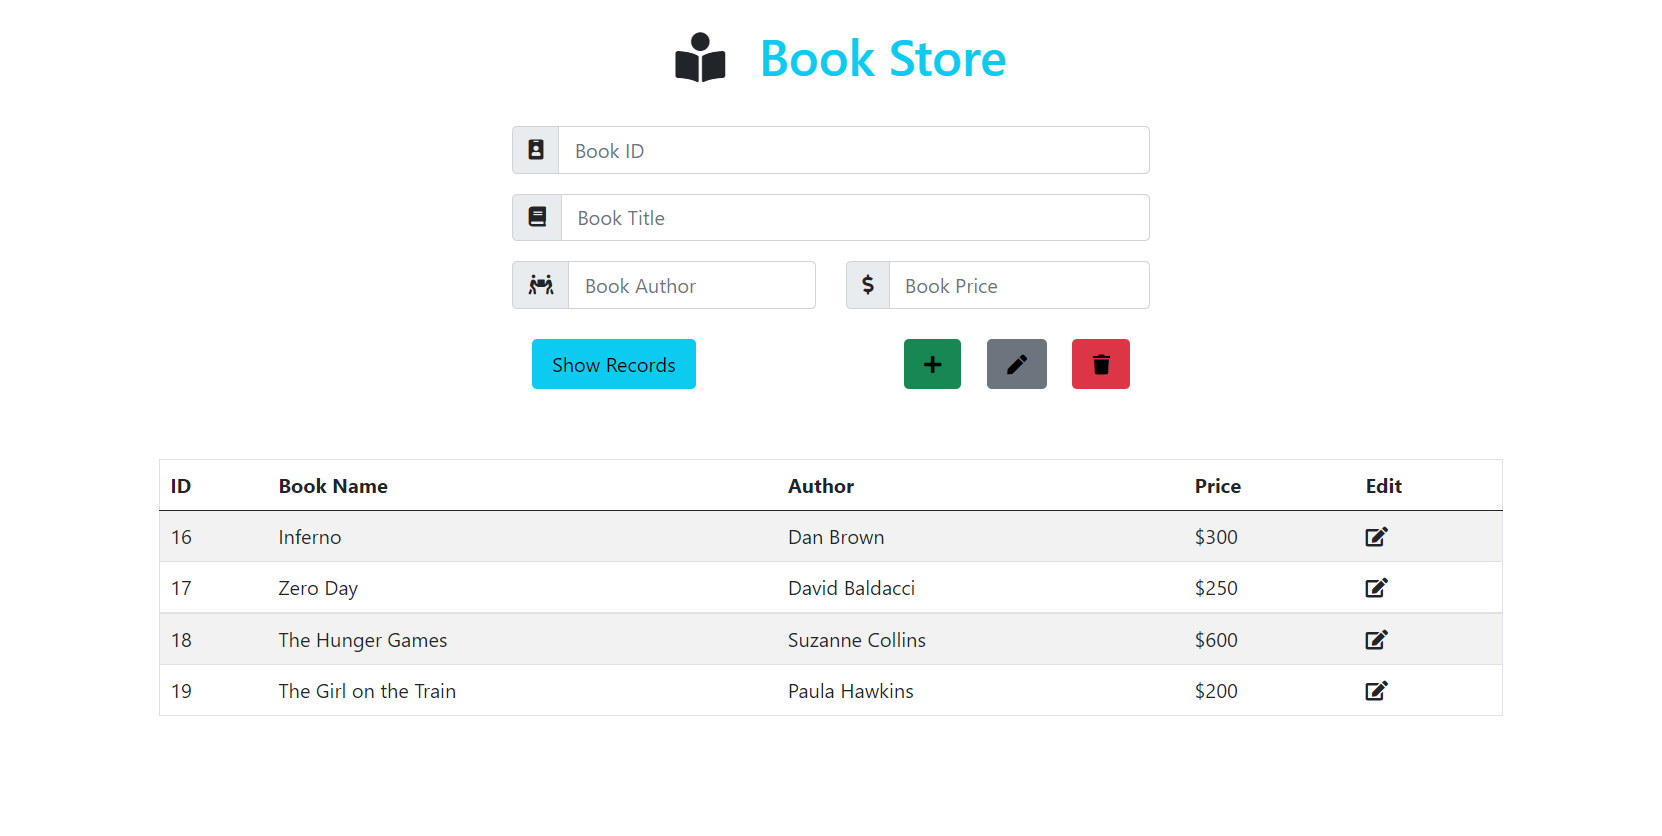 Book Store
Book ID
Book Title
Book Author Book Price
Show Records
ID Book Name Author Price Edit
16 Inferno Dan Brown $300
17 Zero Day David Baldacci $250
18 The Hunger Games Suzanne Collins $600
19 The Girl on the Train Paula Hawkins $200